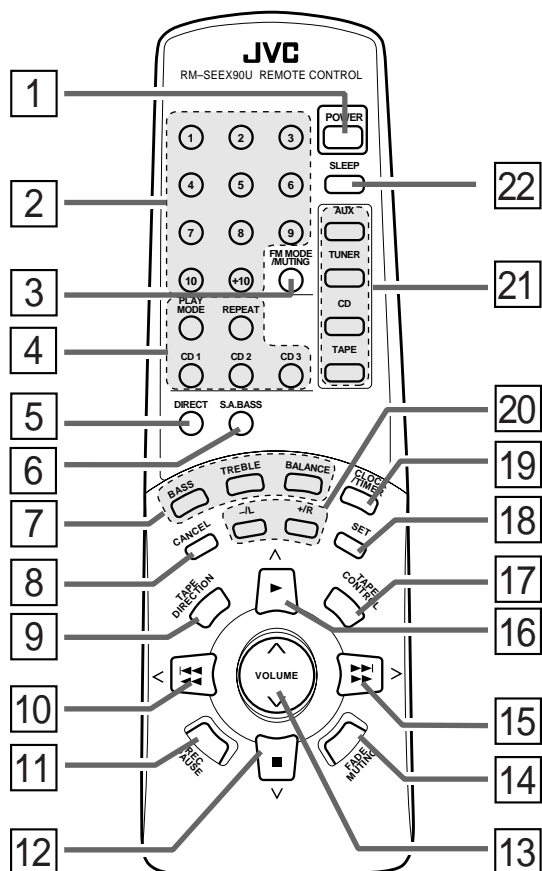 JVC
RM–SEEX90U REMOTE CONTROL
1
POWER
1 2 3
SLEEP
22
4 5 6
2
AUX
7 8 9
FM MODE
/MUTING
TUNER
10 +10
3
21
CD
PLAY
MODE
REPEAT
4
CD 1 CD 2 CD 3
TAPE
5
DIRECT S.A.BASS
20
6
19
BASS TREBLE BALANCE
CLOCK
/TIMER
7
–/L +/R
SET
18
8
CANCEL
17
TAPE
DIRECTION
TAPE
CONTROL
9
16
10
VOLUME
15
11
REC
PAUSE
FADE
MUTING
14
12
13